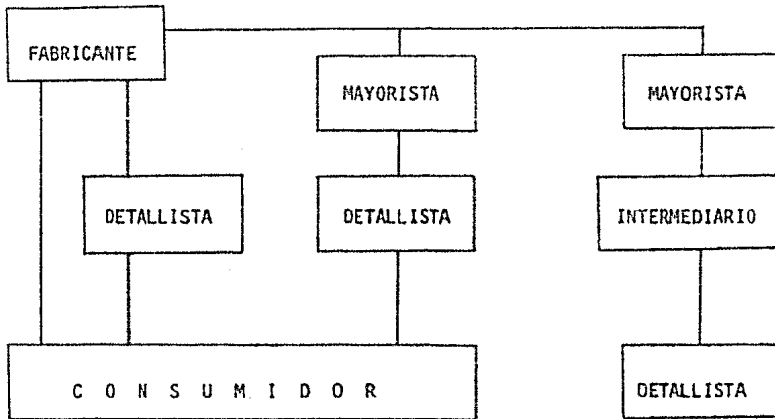 FABRICANTE
MAYORISTA
MAYORISTA
DETALLISTA
DETALLISTA
INTERMEDIARIO
C O N S U M I D O R
DETALLISTA